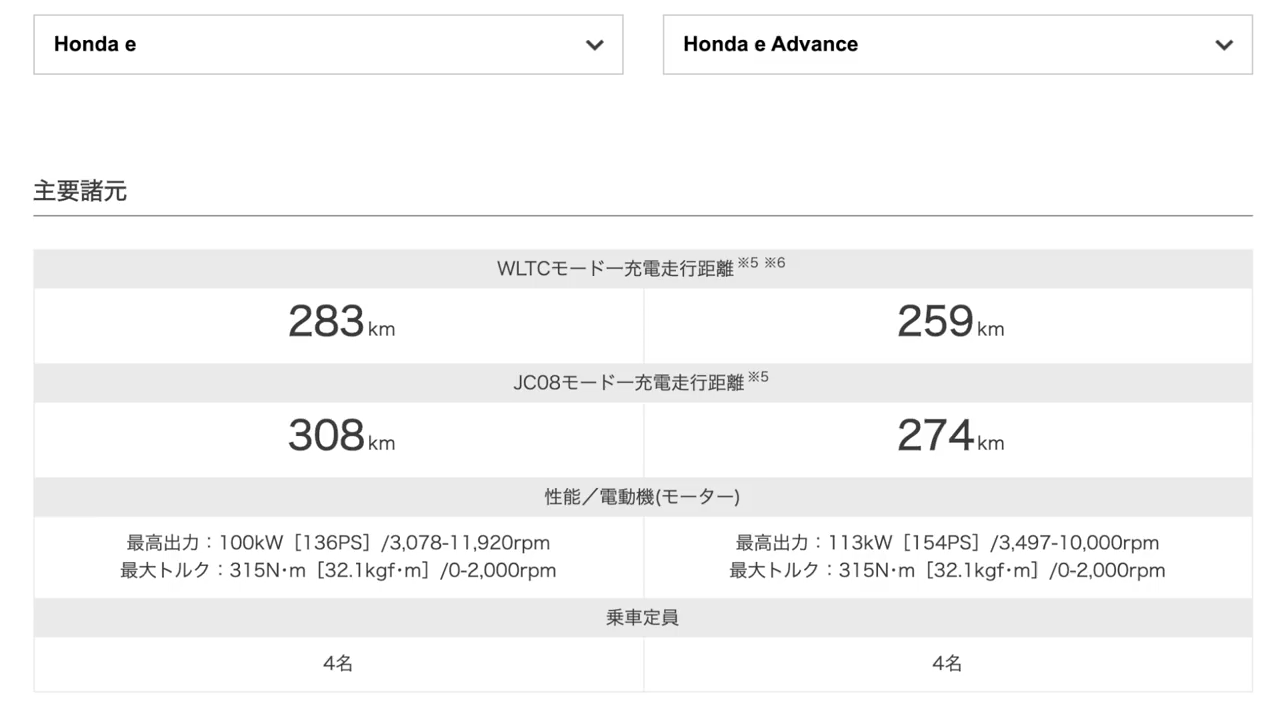 Honda e
Honda e Advance
主要諸元
WLTCモード一充電走行距離※5 ※6
283km
259km
JC08モード一充電走行距離※5
308km
274km
性能／電動機(モーター)
最高出力：100kW［136PS］/3,078-11,920rpm
最大トルク：315N･m［32.1kgf･m］/0-2,000rpm
最高出力：113kW［154PS］/3,497-10,000rpm
最大トルク：315N･m［32.1kgf･m］/0-2,000rpm
乗車定員
4名
4名